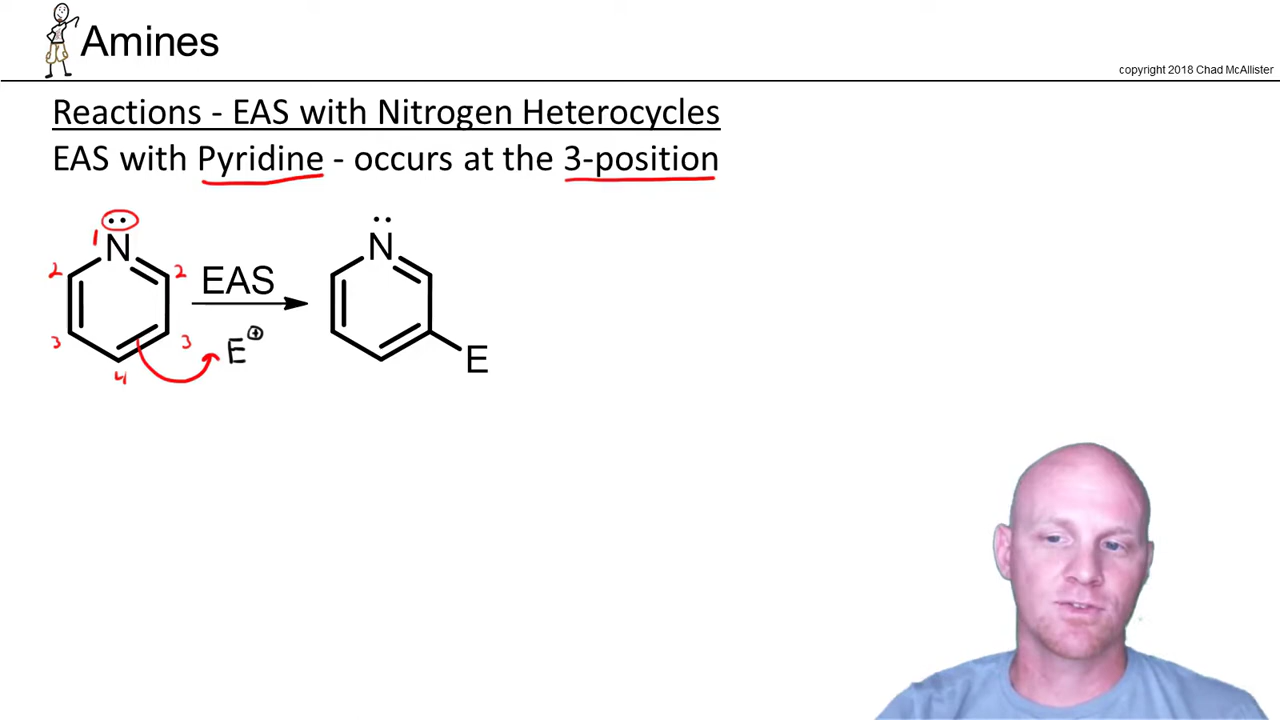 Amines
copyright 2018 Chad McAllister
Reactions - EAS with Nitrogen Heterocycles
EAS with Pyridine - occurs at the 3-position
1 N N
2 2 EAS
3 3 E⊕ E
4